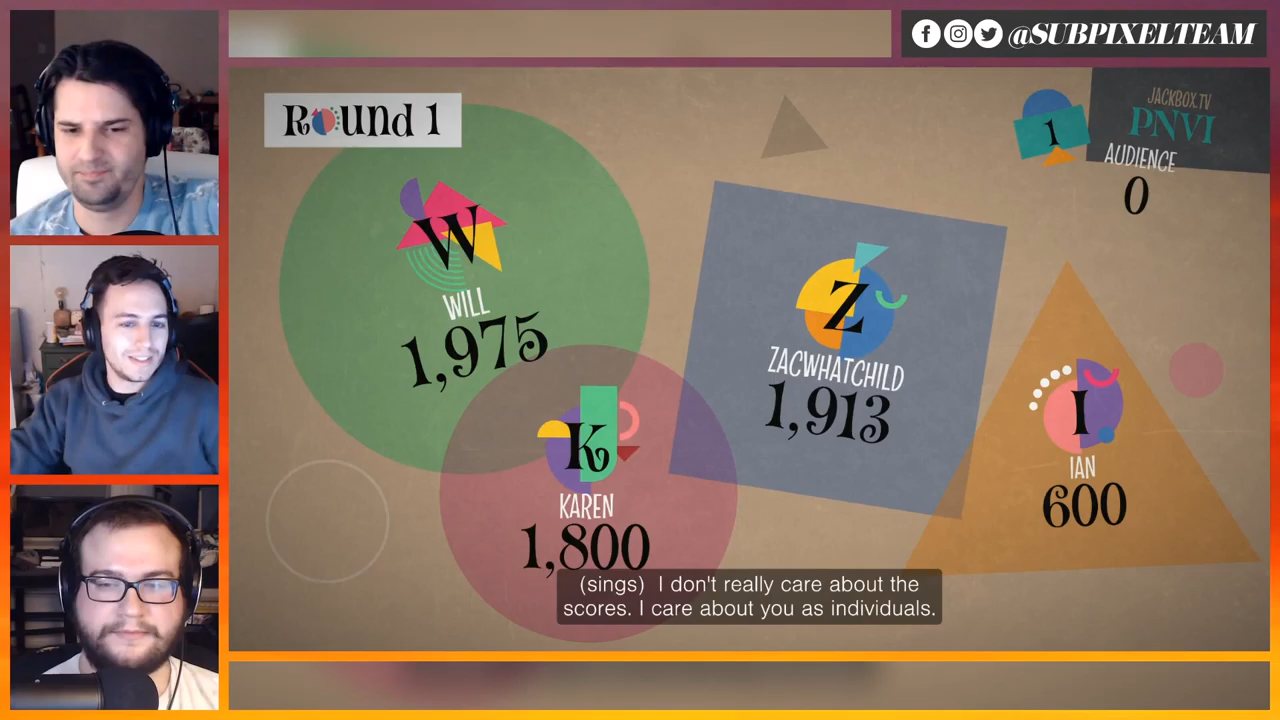 @SUBPIXELTEAM
Round 1
JACKBOX.TV
PNVI
1
AUDIENCE
0
W
WILL
1,975
Z
ZACWHATCHILD
1,913
K
KAREN
1,800
I
IAN
600
(sings) I don't really care about the
scores. I care about you as individuals.